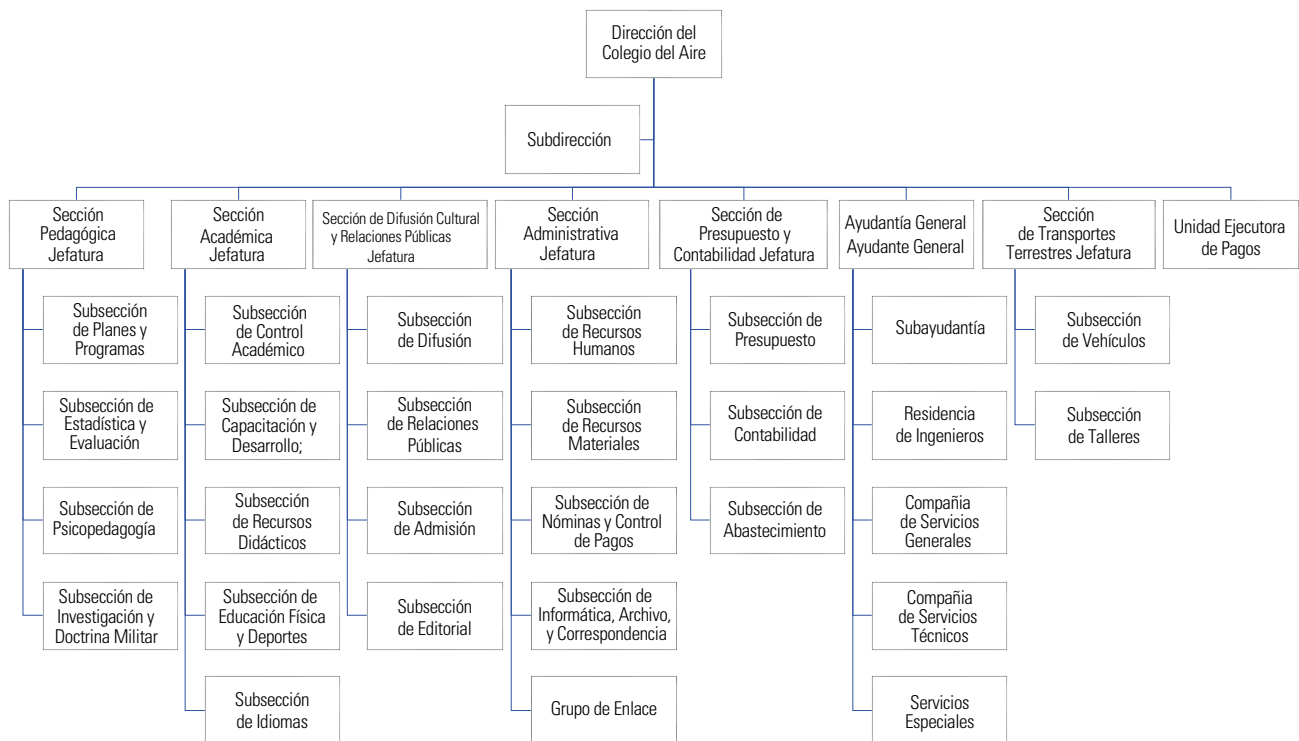 Dirección del
Colegio del Aire
Subdirección
Sección
Pedagógica
Jefatura
Sección
Académica
Jefatura
Sección de Difusión Cultural
y Relaciones Públicas
Jefatura
Sección
Administrativa
Jefatura
Sección de
Presupuesto y
Contabilidad Jefatura
Ayudantía General
Ayudante General
Sección
de Transportes
Terrestres Jefatura
Unidad Ejecutora
de Pagos
Subsección
de Planes y
Programas
Subsección
de Control
Académico
Subsección
de Difusión
Subsección
de Recursos
Humanos
Subsección de
Presupuesto
Subayudantía
Subsección
de Vehículos
Subsección de
Estadística y
Evaluación
Subsección de
Capacitación y
Desarrollo;
Subsección
de Relaciones
Públicas
Subsección
de Recursos
Materiales
Subsección de
Contabilidad
Residencia
de Ingenieros
Subsección
de Talleres
Subsección de
Psicopedagogía
Subsección
de Recursos
Didácticos
Subsección
de Admisión
Subsección de
Nóminas y Control
de Pagos
Subsección de
Abastecimiento
Compañia
de Servicios
Generales
Subsección de
Investigación y
Doctrina Militar
Subsección de
Educación Física
y Deportes
Subsección
de Editorial
Subsección de
Informática, Archivo,
y Correspondencia
Compañia
de Servicios
Técnicos
Subsección
de Idiomas
Grupo de Enlace
Servicios
Especiales